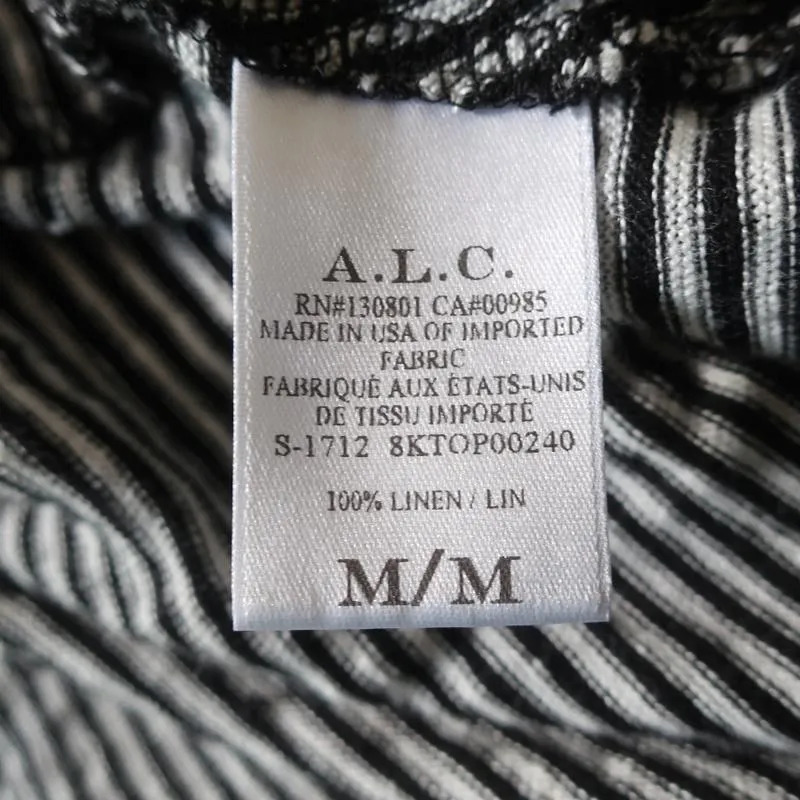 A.L.C.
RN#130801 CA#00985
MADE IN USA OF IMPORTED
FABRIC
FABRIQUÉ AUX ÉTATS-UNIS
DE TISSU IMPORTÉ
S-1712 8KTOP00240
100% LINEN / LIN
M/M